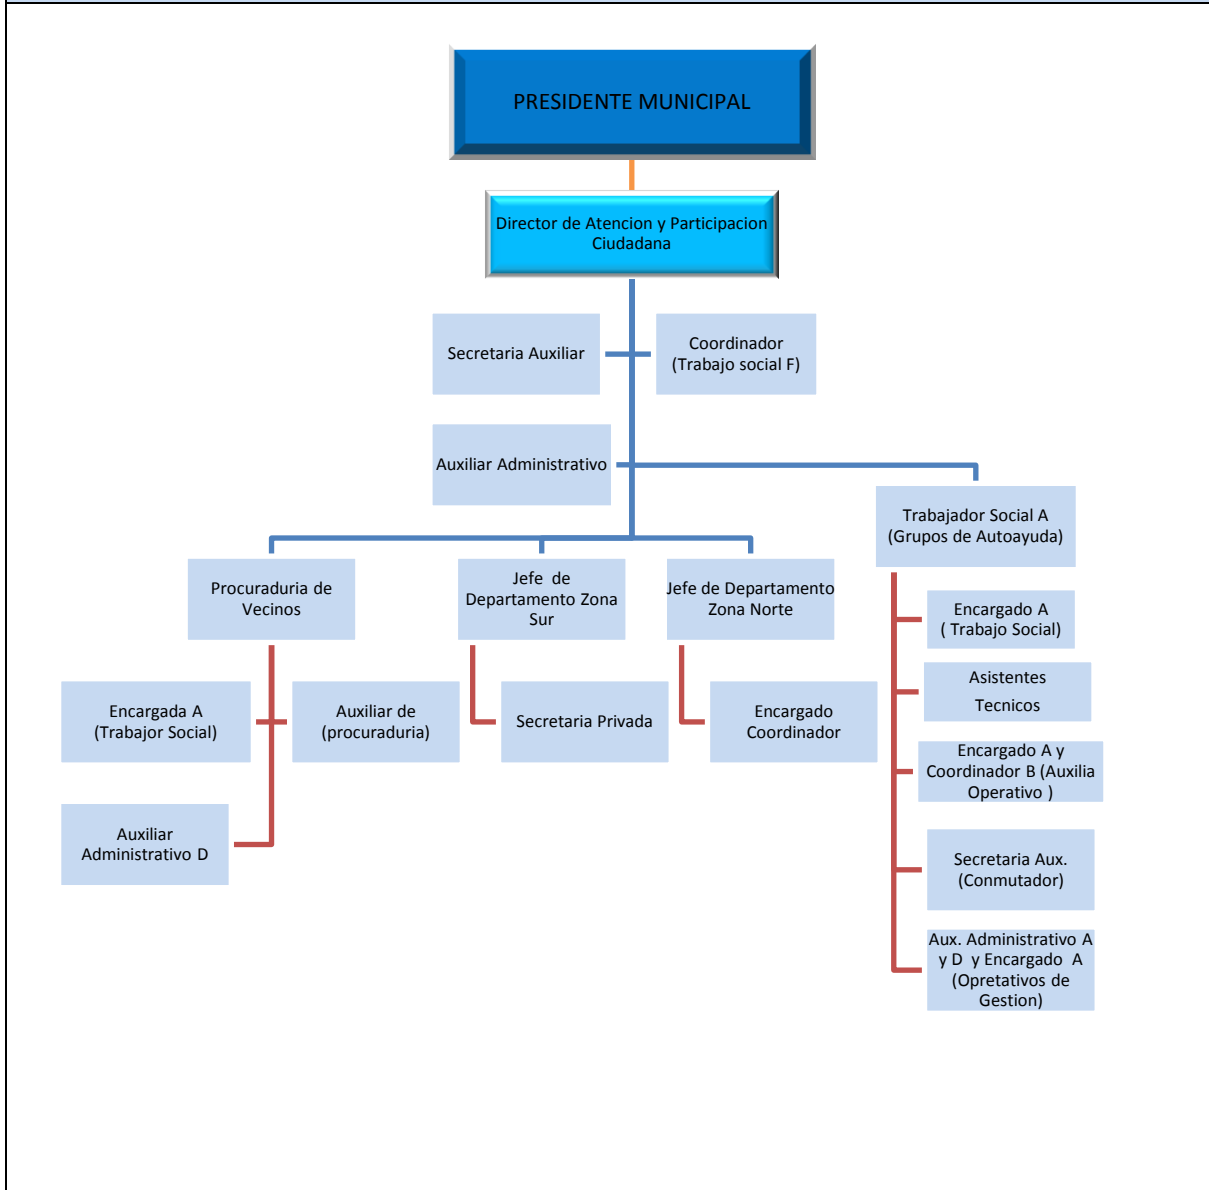 PRESIDENTE MUNICIPAL
Director de Atencion y Participacion
Ciudadana
Secretaria Auxiliar
Coordinador
(Trabajo social F)
Auxiliar Administrativo
Trabajador Social A
(Grupos de Autoayuda)
Procuraduria de
Vecinos
Jefe de
Departamento Zona
Sur
Jefe de Departamento
Zona Norte
Encargada A
(Trabajor Social)
Auxiliar de
(procuraduria)
Secretaria Privada
Encargado
Coordinador
Auxiliar
Administrativo D
Encargado A
( Trabajo Social)
Asistentes
Tecnicos
Encargado A y
Coordinador B (Auxilia
Operativo )
Secretaria Aux.
(Conmutador)
Aux. Administrativo A
y D y Encargado A
(Opretativos de
Gestion)